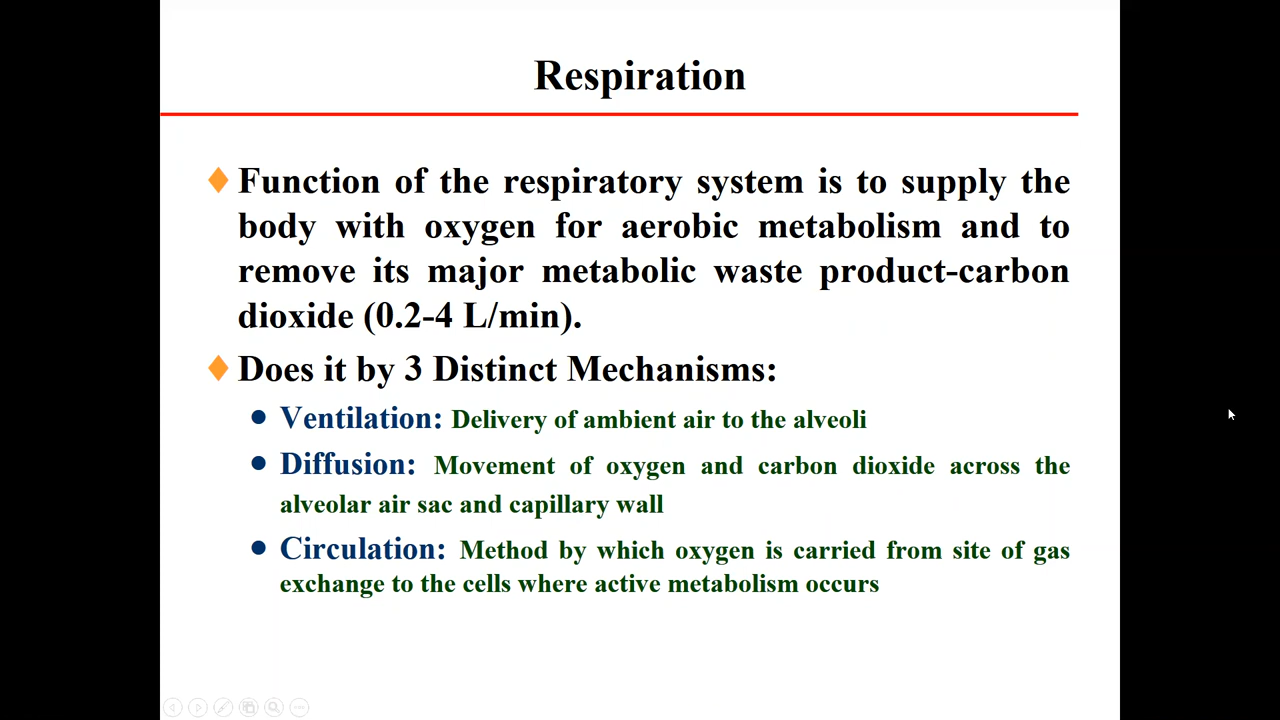 Respiration
Function of the respiratory system is to supply the
body with oxygen for aerobic metabolism and to
remove its major metabolic waste product-carbon
dioxide (0.2-4 L/min).
Does it by 3 Distinct Mechanisms:
Ventilation: Delivery of ambient air to the alveoli
Diffusion: Movement of oxygen and carbon dioxide across the
alveolar air sac and capillary wall
Circulation: Method by which oxygen is carried from site of gas
exchange to the cells where active metabolism occurs